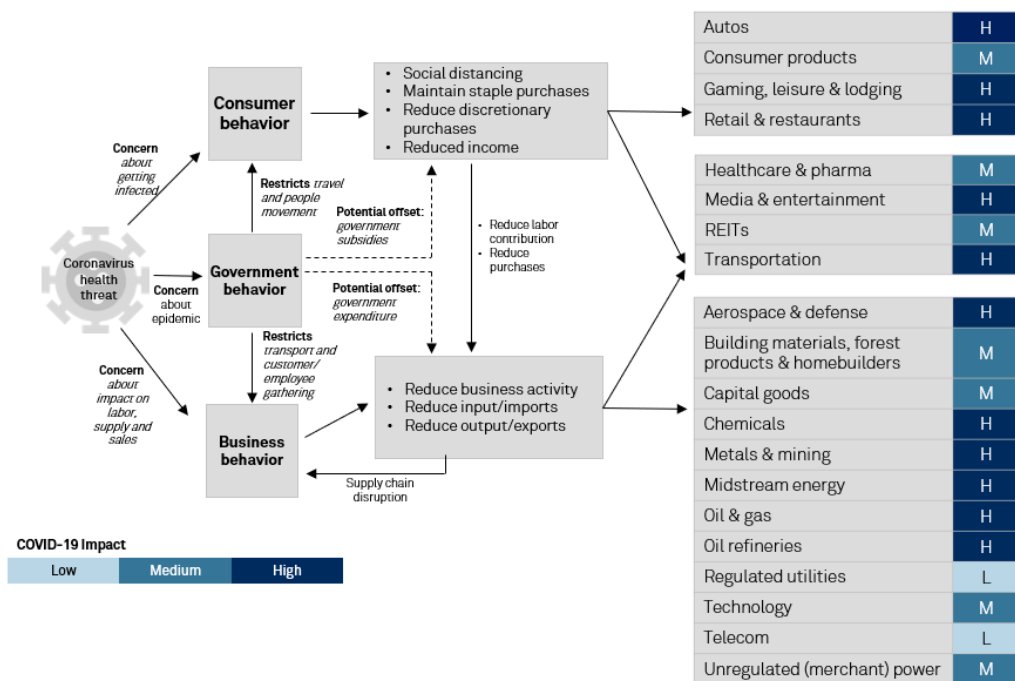 Coronavirus
health
threat
Concern
about
getting
infected
Concern
about
epidemic
Concern
about
impact on
labor,
supply and
sales
Consumer
behavior
Restricts travel
and people
movement
Government
behavior
Restricts
transport and
customer/
employee
gathering
Business
behavior
• Social distancing
• Maintain staple purchases
• Reduce discretionary
purchases
• Reduced income
Potential offset:
government
subsidies
Potential offset:
government
expenditure
• Reduce labor
contribution
• Reduce
purchases
• Reduce business activity
• Reduce input/imports
• Reduce output/exports
Supply chain
disruption
Autos H
Consumer products M
Gaming, leisure & lodging H
Retail & restaurants H
Healthcare & pharma M
Media & entertainment H
REITs M
Transportation H
Aerospace & defense H
Building materials, forest
products & homebuilders M
Capital goods M
Chemicals H
Metals & mining H
Midstream energy H
Oil & gas H
Oil refineries H
Regulated utilities L
Technology M
Telecom L
Unregulated (merchant) power M
COVID-19 Impact
Low Medium High